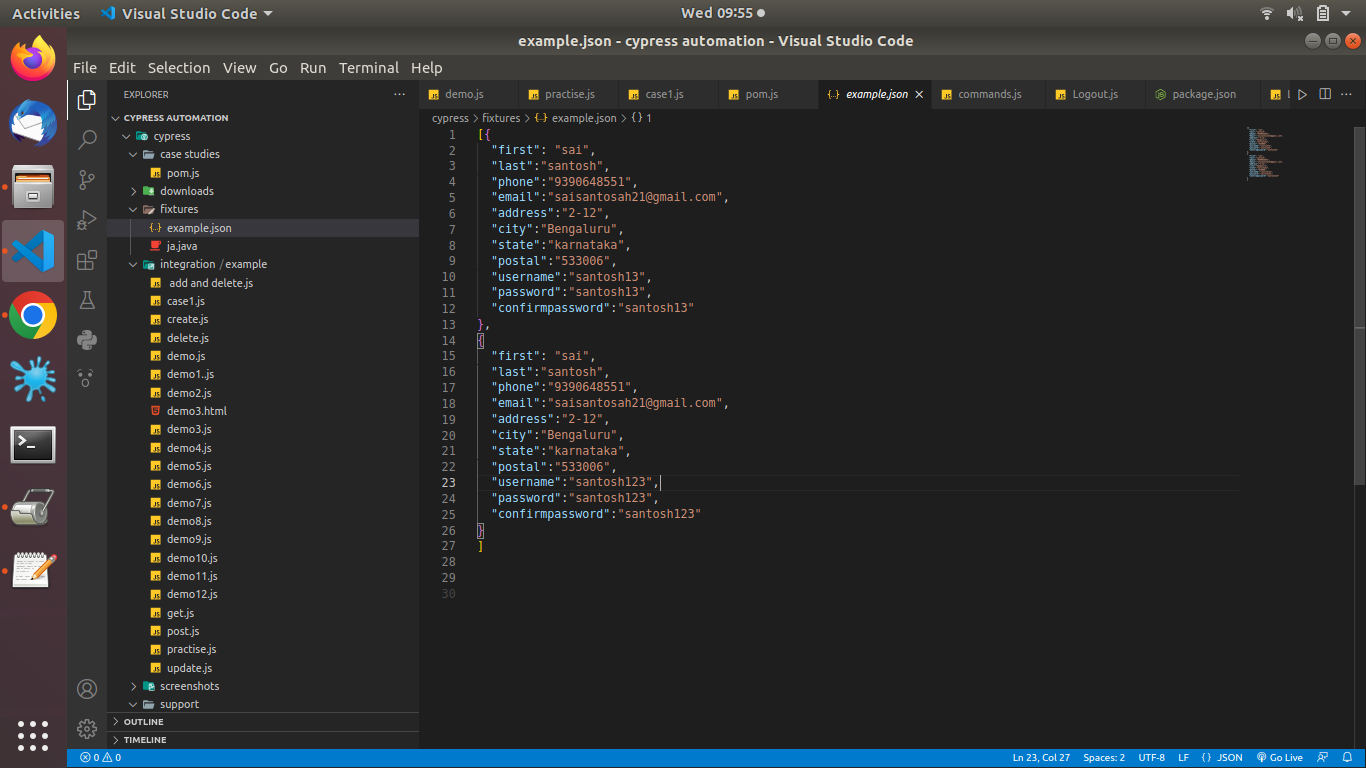 Activities Visual Studio Code Wed 09:55
example.json - cypress automation - Visual Studio Code
File Edit Selection View Go Run Terminal Help
EXPLORER
CYPRESS AUTOMATION
cypress
case studies
pom.js
downloads
fixtures
example.json
ja.java
integration / example
add and delete.js
case1.js
create.js
delete.js
demo.js
demo1..js
demo2.js
demo3.html
demo3.js
demo4.js
demo5.js
demo6.js
demo7.js
demo8.js
demo9.js
demo10.js
demo11.js
demo12.js
get.js
post.js
practise.js
update.js
screenshots
support
OUTLINE
TIMELINE
demo.js practise.js case1.js pom.js example.json commands.js Logout.js package.json
cypress > fixtures > {..} example.json > {} 1
1 [{
2 "first": "sai",
3 "last":"santosh",
4 "phone":"9390648551",
5 "email":"saisantosah21@gmail.com",
6 "address":"2-12",
7 "city":"Bengaluru",
8 "state":"karnataka",
9 "postal":"533006",
10 "username":"santosh13",
11 "password":"santosh13",
12 "confirmpassword":"santosh13"
13 },
14 {
15 "first": "sai",
16 "last":"santosh",
17 "phone":"9390648551",
18 "email":"saisantosah21@gmail.com",
19 "address":"2-12",
20 "city":"Bengaluru",
21 "state":"karnataka",
22 "postal":"533006",
23 "username":"santosh123",
24 "password":"santosh123",
25 "confirmpassword":"santosh123"
26 }
27 ]
28
29
30
0 0 Ln 23, Col 27 Spaces: 2 UTF-8 LF {} JSON Go Live